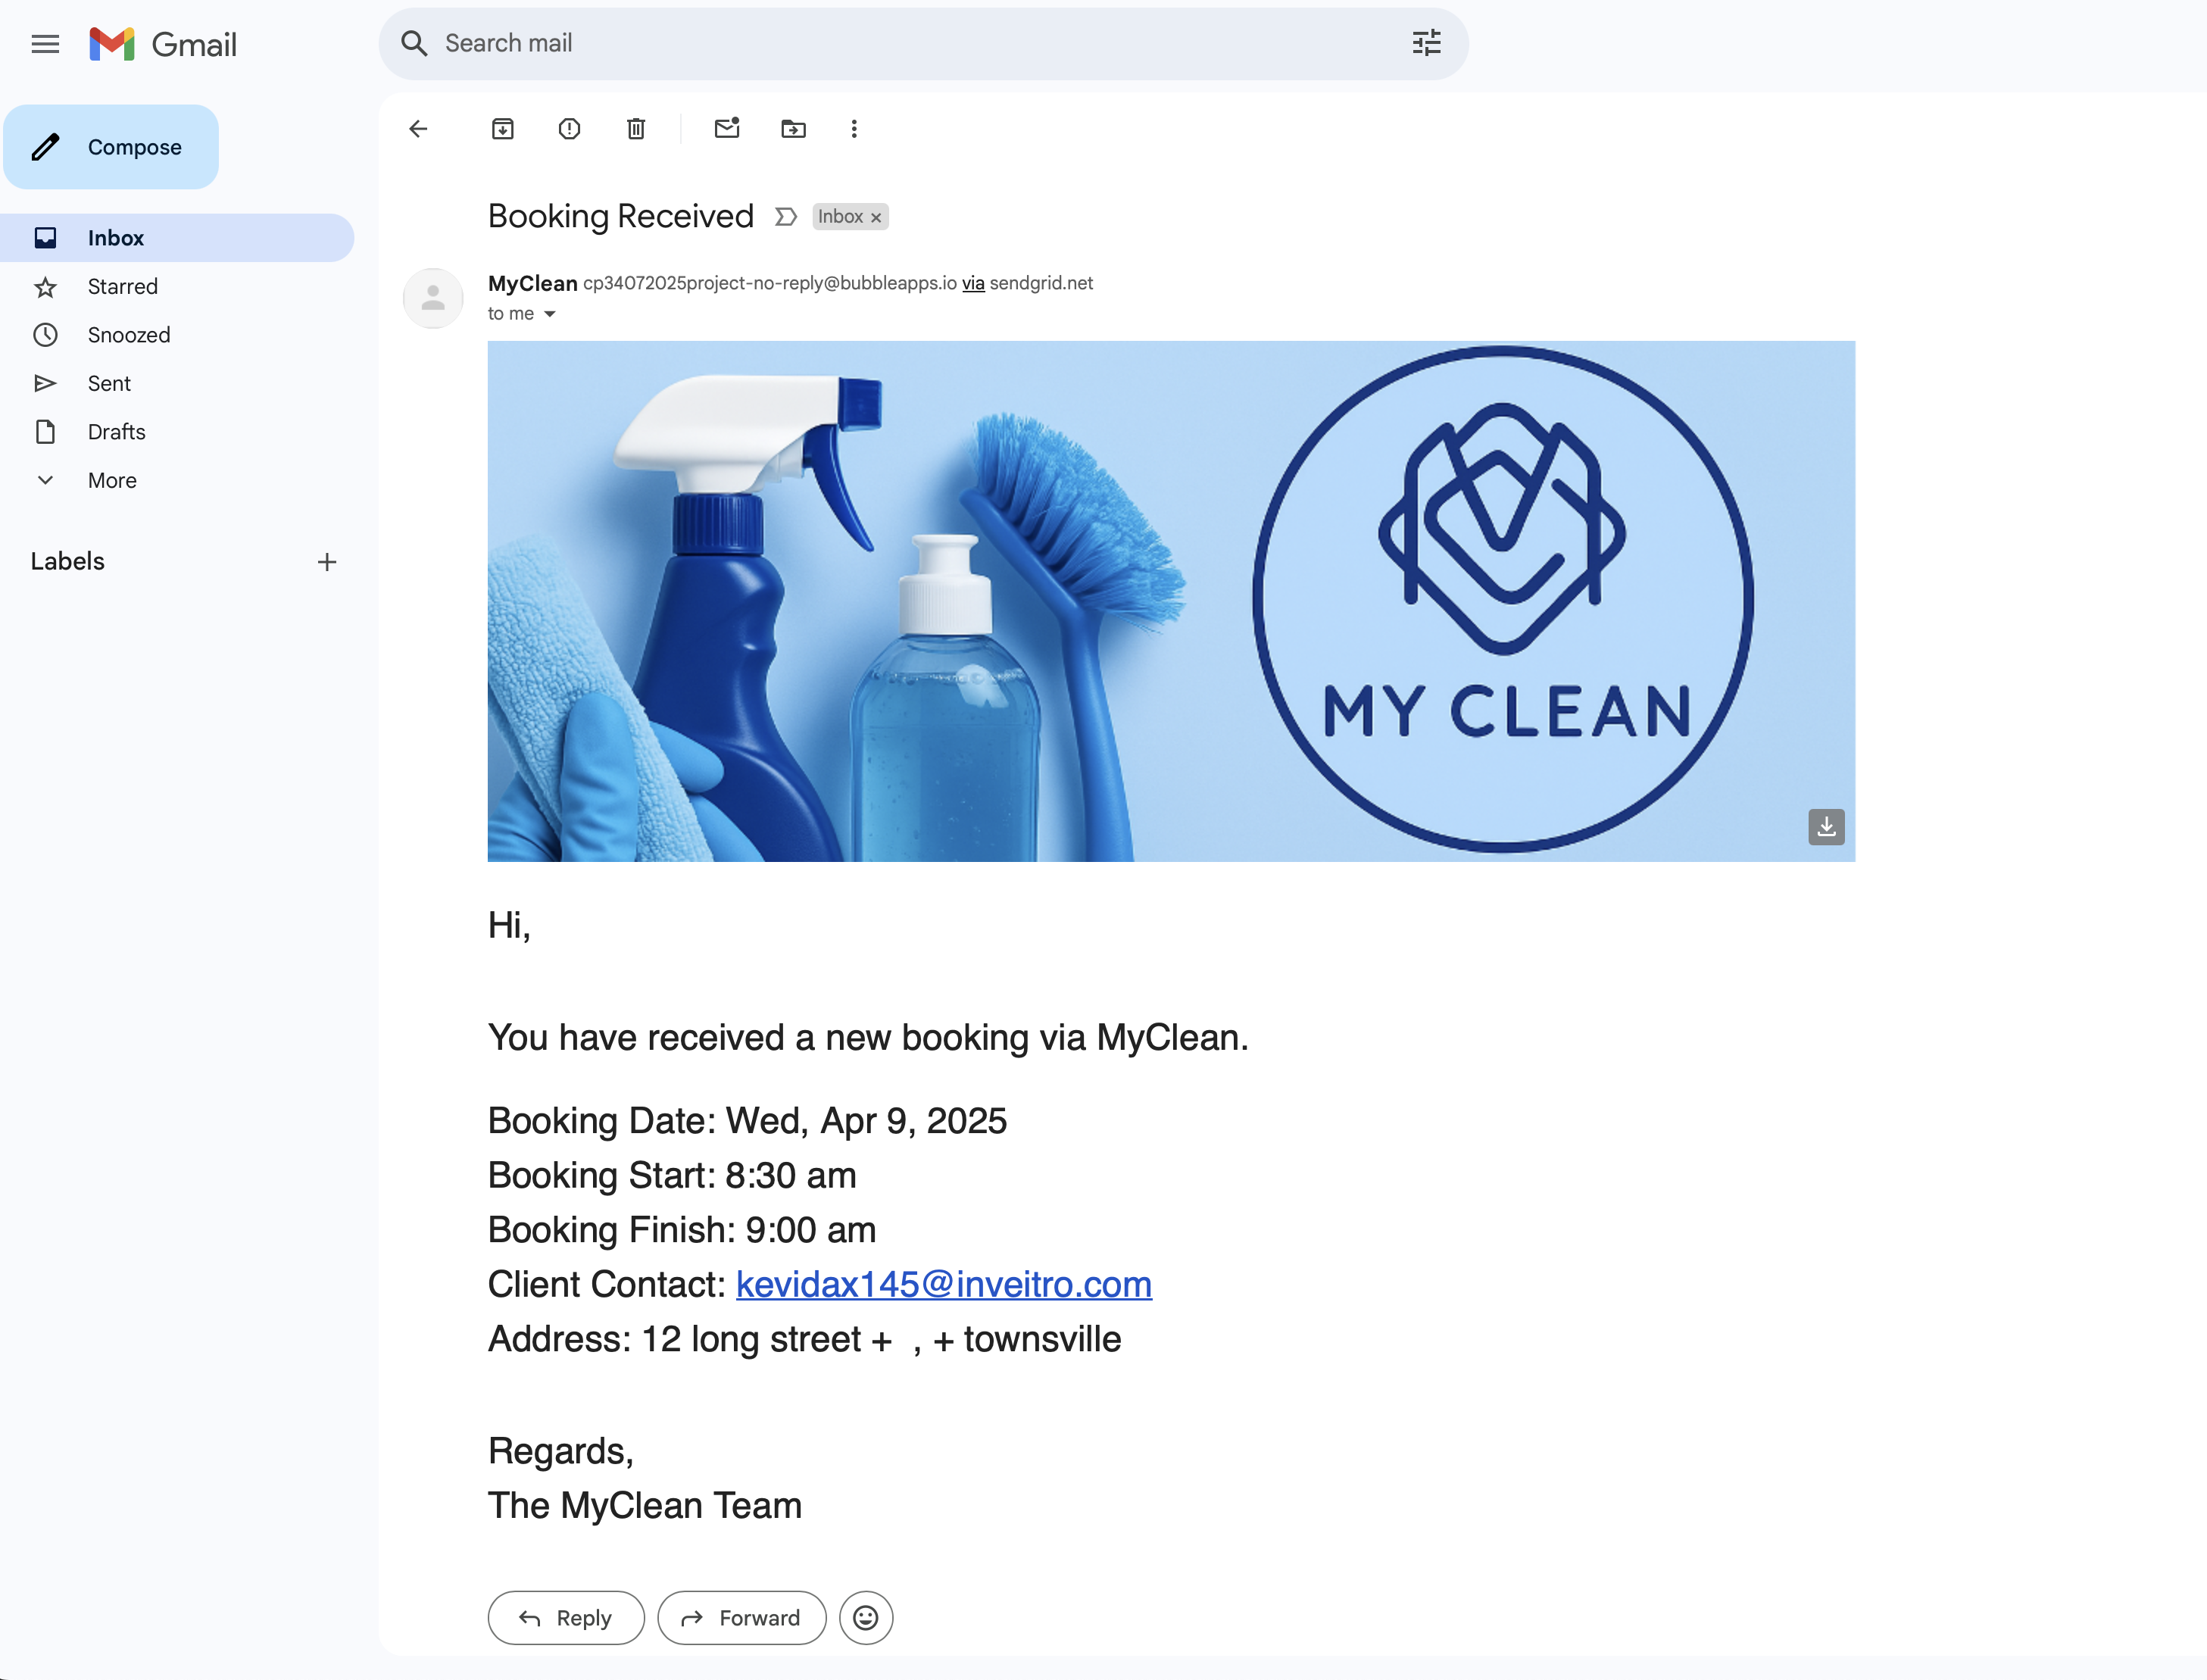 Gmail
Search mail
Compose
Inbox
Starred
Snoozed
Sent
Drafts
More
Labels
Booking Received Inbox x
MyClean cp34072025project-no-reply@bubbleapps.io via sendgrid.net
to me
MY CLEAN
Hi,
You have received a new booking via MyClean.
Booking Date: Wed, Apr 9, 2025
Booking Start: 8:30 am
Booking Finish: 9:00 am
Client Contact: kevidax145@inveitro.com
Address: 12 long street +  , + townsville
Regards,
The MyClean Team
Reply Forward